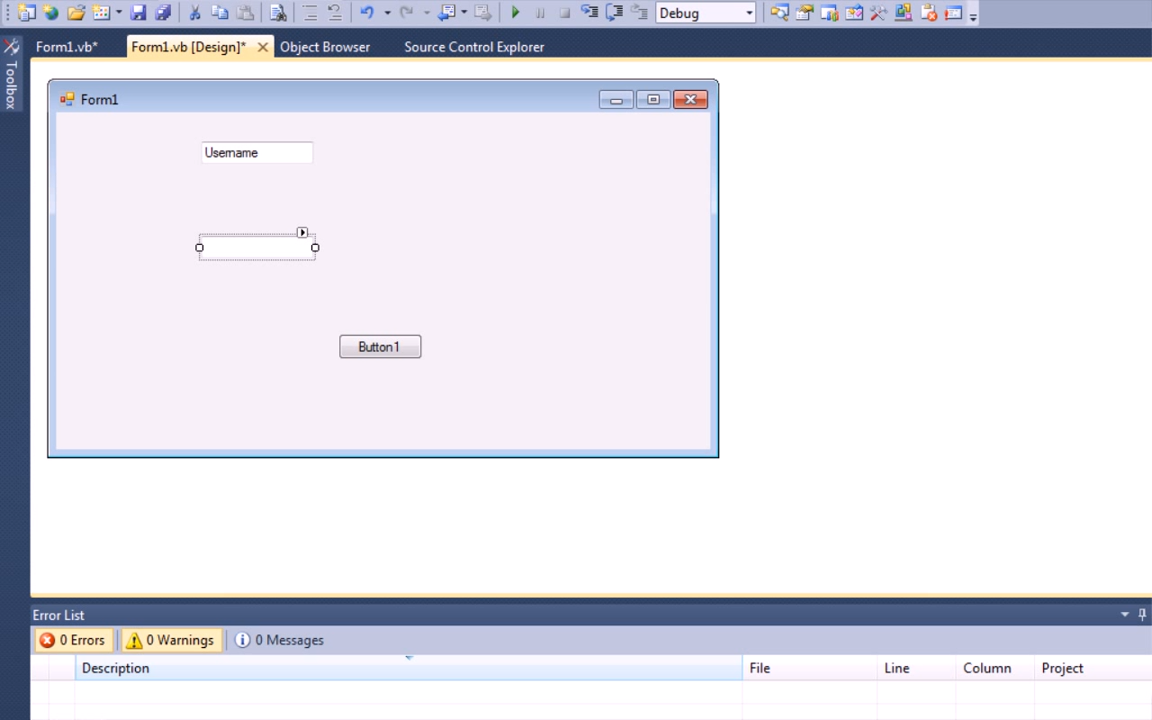 Debug
Form1.vb*
Form1.vb [Design]*
Object Browser
Source Control Explorer
Toolbox
Form1
Username
Button1
Error List
0 Errors
0 Warnings
0 Messages
Description
File
Line
Column
Project